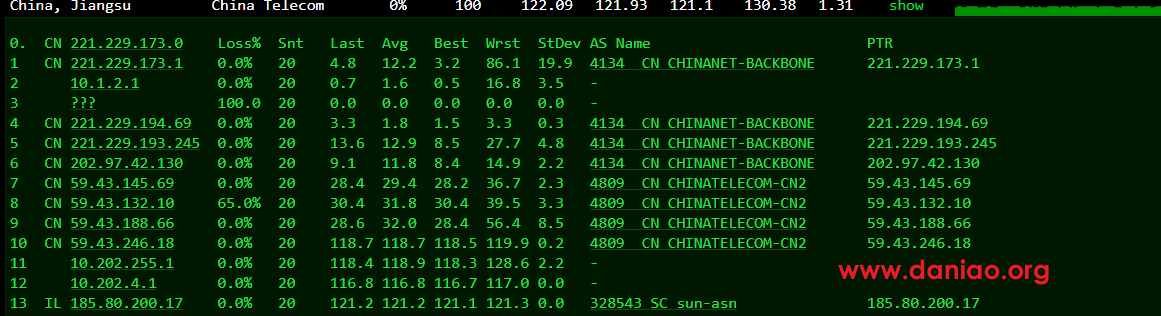 China, Jiangsu China Telecom 0% 100 122.09 121.93 121.1 130.38 1.31 show
0. CN 221.229.173.0 Loss% Snt Last Avg Best Wrst StDev AS Name PTR
1 CN 221.229.173.1 0.0% 20 4.8 12.2 3.2 86.1 19.9 4134 CN CHINANET-BACKBONE 221.229.173.1
2 10.1.2.1 0.0% 20 0.7 1.6 0.5 16.8 3.5 -
3 ??? 100.0 20 0.0 0.0 0.0 0.0 0.0 -
4 CN 221.229.194.69 0.0% 20 3.3 1.8 1.5 3.3 0.3 4134 CN CHINANET-BACKBONE 221.229.194.69
5 CN 221.229.193.245 0.0% 20 13.6 12.9 8.5 27.7 4.8 4134 CN CHINANET-BACKBONE 221.229.193.245
6 CN 202.97.42.130 0.0% 20 9.1 11.8 8.4 14.9 2.2 4134 CN CHINANET-BACKBONE 202.97.42.130
7 CN 59.43.145.69 0.0% 20 28.4 29.4 28.2 36.7 2.3 4809 CN CHINATELECOM-CN2 59.43.145.69
8 CN 59.43.132.10 65.0% 20 30.4 31.8 30.4 39.5 3.3 4809 CN CHINATELECOM-CN2 59.43.132.10
9 CN 59.43.188.66 0.0% 20 28.6 32.0 28.4 56.4 8.5 4809 CN CHINATELECOM-CN2 59.43.188.66
10 CN 59.43.246.18 0.0% 20 118.7 118.7 118.5 119.9 0.2 4809 CN CHINATELECOM-CN2 59.43.246.18
11 10.202.255.1 0.0% 20 118.4 118.9 118.3 128.6 2.2 -
www.daniao.org
12 10.202.4.1 0.0% 20 116.8 116.8 116.7 117.0 0.0 -
13 IL 185.80.200.17 0.0% 20 121.2 121.2 121.1 121.3 0.0 328543 SC sun-asn 185.80.200.17